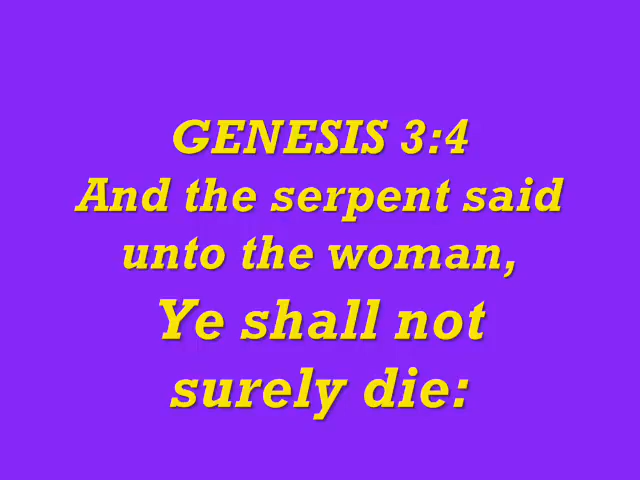 GENESIS 3:4
And the serpent said
unto the woman,
Ye shall not
surely die: